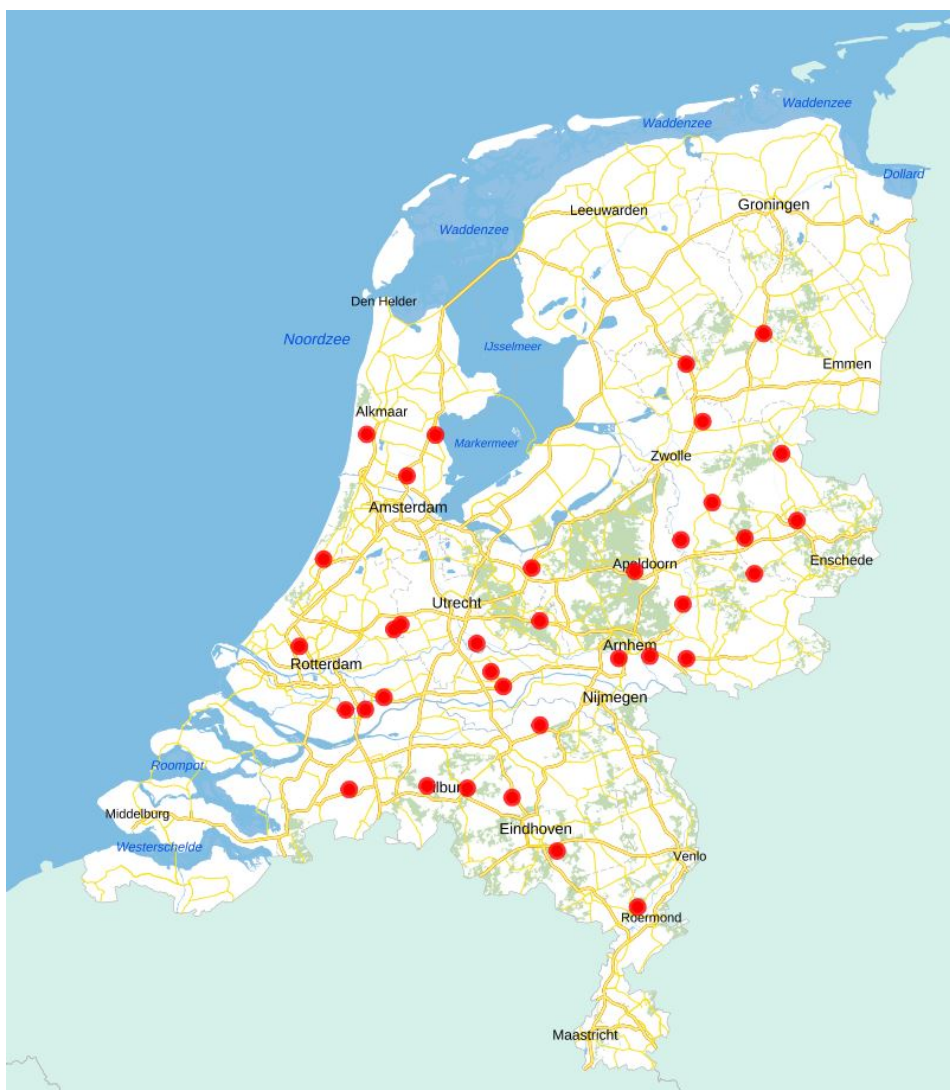 Waddenzee
Waddenzee
Dollard
Groningen
Leeuwarden
Waddenzee
Den Helder
Noordzee
IJsselmeer
Emmen
Alkmaar
Markermeer
Zwolle
Amsterdam
Enschede
Apeldoorn
Utrecht
Arnhem
Rotterdam
Nijmegen
Roompot
Tilburg
Middelburg
Eindhoven
Westerschelde
Venlo
Roermond
Maastricht